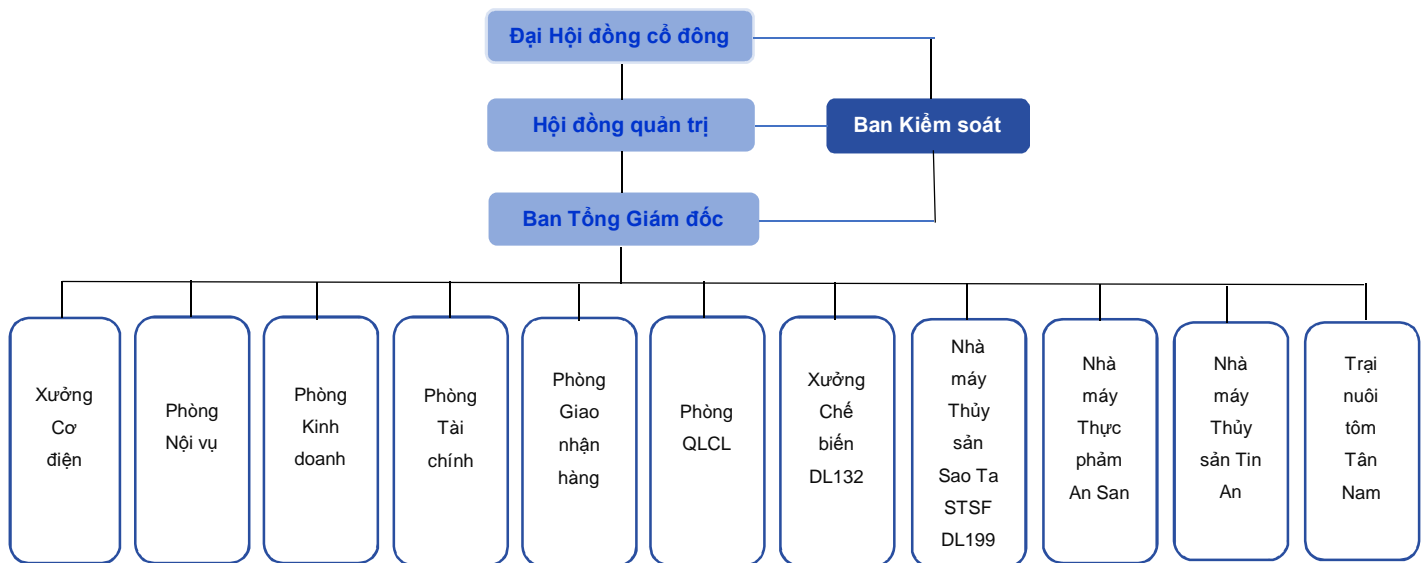 Đại Hội đồng cổ đông
Hội đồng quản trị
Ban Kiểm soát
Ban Tổng Giám đốc
Xưởng
Cơ
điện
Phòng
Nội vụ
Phòng
Kinh
doanh
Phòng
Tài
chính
Phòng
Giao
nhận
hàng
Phòng
QLCL
Xưởng
Chế
biến
DL132
Nhà
máy
Thủy
sản
Sao Ta
STSF
DL199
Nhà
máy
Thực
phảm
An San
Nhà
máy
Thủy
sản Tin
An
Trại
nuôi
tôm
Tân
Nam